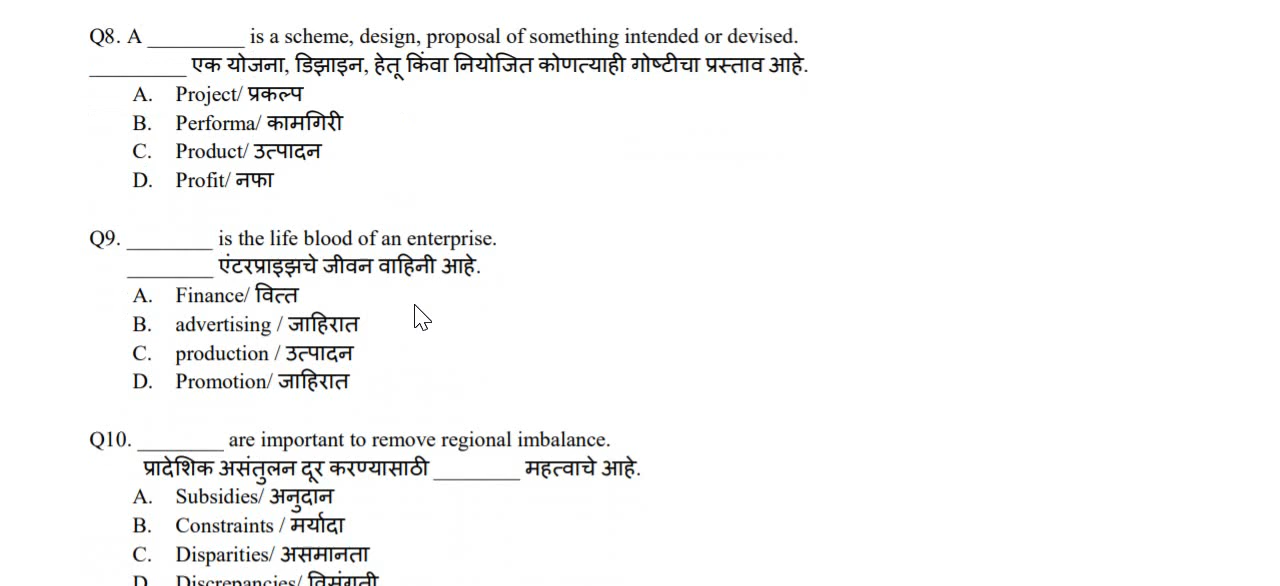 Q8. A _________ is a scheme, design, proposal of something intended or devised.
_________ एक योजना, डिझाइन, हेतू किंवा नियोजित कोणत्याही गोष्टीचा प्रस्ताव आहे.
A. Project/ प्रकल्प
B. Performa/ कामगिरी
C. Product/ उत्पादन
D. Profit/ नफा
Q9. ________ is the life blood of an enterprise.
________ एंटरप्राइझचे जीवन वाहिनी आहे.
A. Finance/ वित्त
B. advertising / जाहिरात
C. production / उत्पादन
D. Promotion/ जाहिरात
Q10. ________ are important to remove regional imbalance.
प्रादेशिक असंतुलन दूर करण्यासाठी ________ महत्वाचे आहे.
A. Subsidies/ अनुदान
B. Constraints / मर्यादा
C. Disparities/ असमानता
D. Discrepancies/ विसंगती